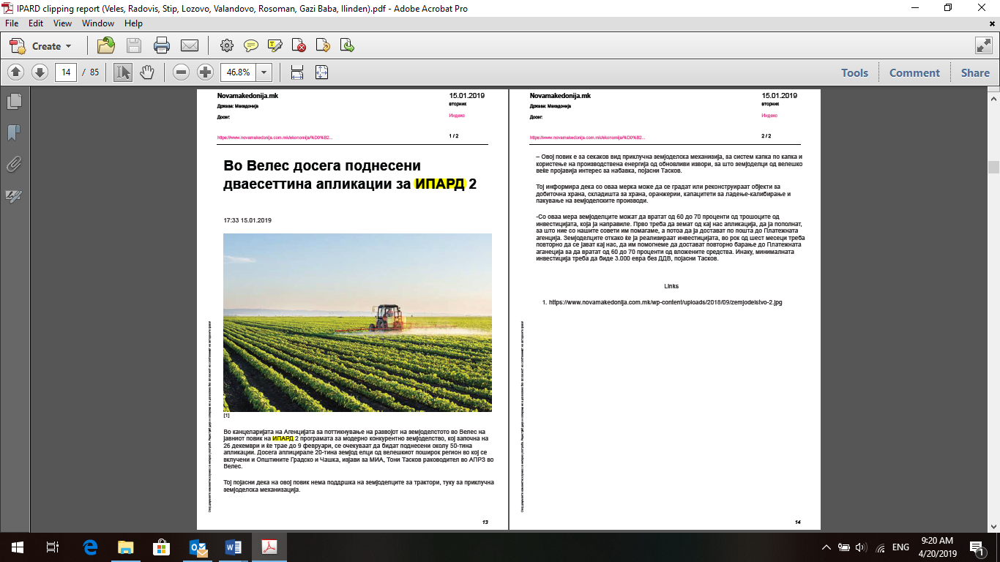 IPARD clipping report (Veles, Radovis, Stip, Lozovo, Valandovo, Rosoman, Gazi Baba, Ilinden).pdf - Adobe Acrobat Pro
File Edit View Window Help
Create
14 / 85 46.8% Tools Comment Share
Novamakedonija.mk 15.01.2019
Држава: Македонија вторник
Досег: Индекс
https://www.novamakedonija.com.mk/ekonomija/%D0%B2... 1 / 2
Во Велес досега поднесени
дваесеттина апликации за ИПАРД 2
17:33 15.01.2019
[1]
Во канцеларијата на Агенцијата за поттикнување на развојот на земјоделстото во Велес на
јавниот повик на ИПАРД 2 програмата за модерно конкурентно земјоделство, кој започна на
26 декември и ќе трае до 9 февруари, се очекуваат да бидат поднесени околу 50-тина
апликации. Досега аплицирале 20-тина земјод елци од велешкиот поширок регион во кој се
вклучени и Општините Градско и Чашка, изјави за МИА, Тони Тасков раководител во АПРЗ во
Велес.
Тој појасни дека на овој повик нема поддршка на земјоделците за трактори, туку за приклучна
земјоделска механизација.
13
Novamakedonija.mk 15.01.2019
Држава: Македонија вторник
Досег: Индекс
https://www.novamakedonija.com.mk/ekonomija/%D0%B2... 2 / 2
– Овој повик е за секаков вид приклучна земјоделска механизија, за систем капка по капка и
користење на производствена енергија од обновливи извори, за што земјоделци од велешко
веќе пројавија интерес за набавка, појасни Тасков.
Тој информира дека со оваа мерка може да се градат или реконструираат објекти за
добиточна храна, складишта за храна, оранжерии, капацитети за ладење-калибрирање и
пакување на земјоделските производи.
-Со оваа мера земјоделците можат да вратат од 60 до 70 проценти од трошоците од
инвестицијата, која ја направиле. Прво треба да земат од кај нас апликација, да ја пополнат,
за што ние со нашите совети им помагаме, а потоа да ја достават по пошта до Платежната
агенција. Земјоделците откако ќе ја реализираат инвестицијата, во рок од шест месеци треба
повторно да се јават кај нас, да им помогнеме да достават повторно барање до Платежната
аганеција за да вратат од 60 до 70 проценти од вложените средства. Инаку, минималната
инвестиција треба да биде 3.000 евра без ДДВ, појасни Тасков.
Links
1. https://www.novamakedonija.com.mk/wp-content/uploads/2018/09/zemjodelstvo-2.jpg
14
ENG 9:20 AM
4/20/2019
1